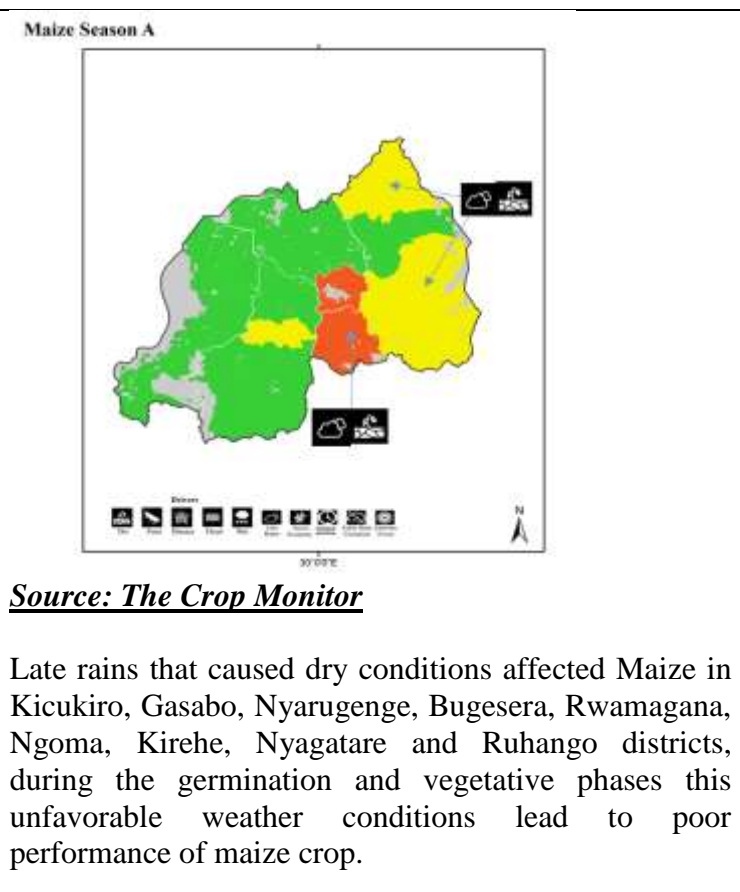 Maize Season A
N
30°0'0"E
Source: The Crop Monitor
Late rains that caused dry conditions affected Maize in
Kicukiro, Gasabo, Nyarugenge, Bugesera, Rwamagana,
Ngoma, Kirehe, Nyagatare and Ruhango districts,
during the germination and vegetative phases this
unfavorable weather conditions lead to poor
performance of maize crop.